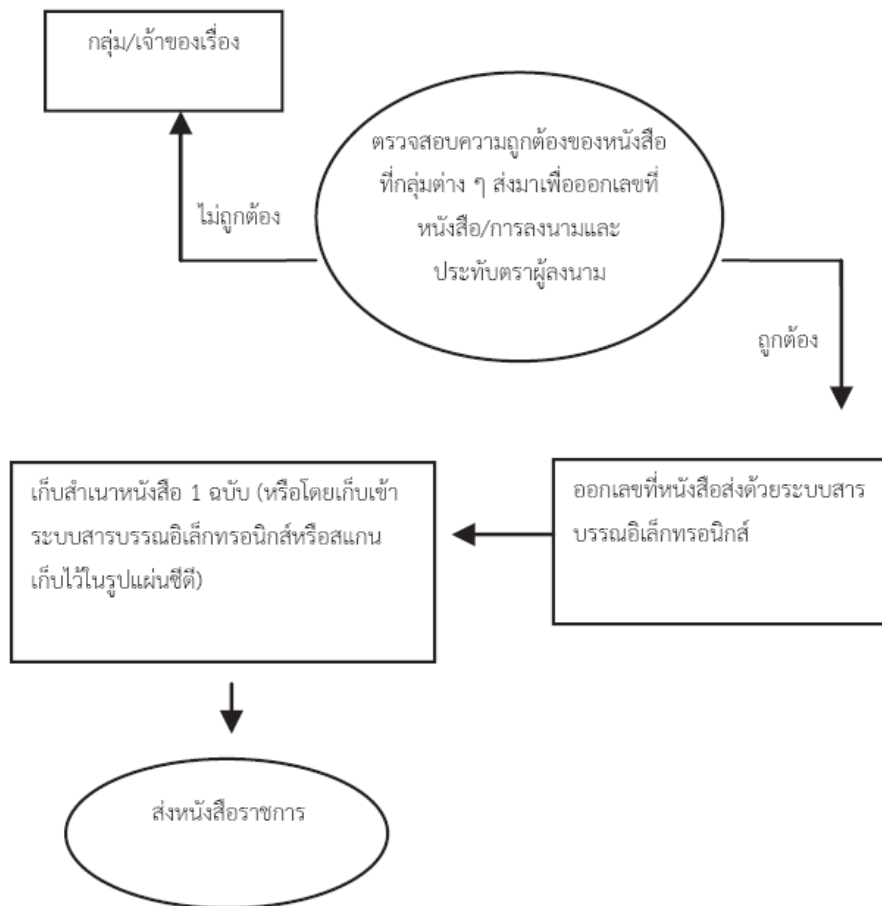 กลุ่ม/เจ้าของเรื่อง
ตรวจสอบความถูกต้องของหนังสือ
ที่กลุ่มต่าง ๆ ส่งมาเพื่อออกเลขที่
หนังสือ/การลงนามและ
ประทับตราผู้ลงนาม
ไม่ถูกต้อง
ถูกต้อง
ออกเลขที่หนังสือส่งด้วยระบบสาร
บรรณอิเล็กทรอนิกส์
เก็บสำเนาหนังสือ 1 ฉบับ (หรือโดยเก็บเข้า
ระบบสารบรรณอิเล็กทรอนิกส์หรือสแกน
เก็บไว้ในรูปแผ่นซีดี)
ส่งหนังสือราชการ